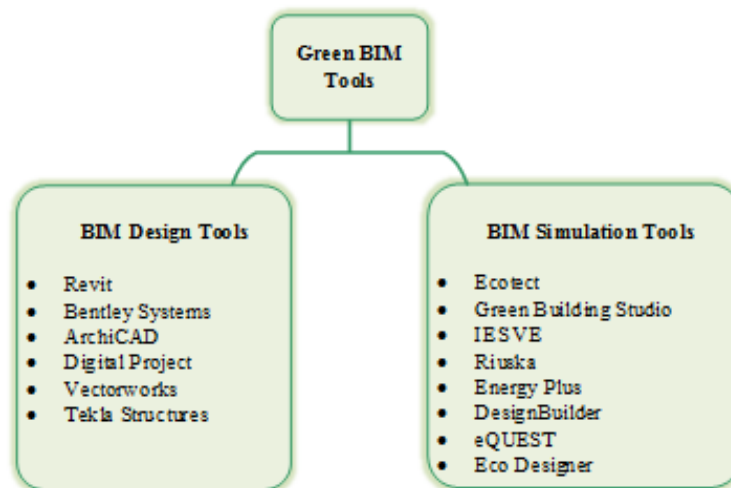 Green BIM
Tools
BIM Design Tools
● Revit
● Bentley Systems
● ArchiCAD
● Digital Project
● Vectorworks
● Tekla Structures
BIM Simulation Tools
● Ecotect
● Green Building Studio
● IESVE
● Riuska
● Energy Plus
● DesignBuilder
● eQUEST
● Eco Designer